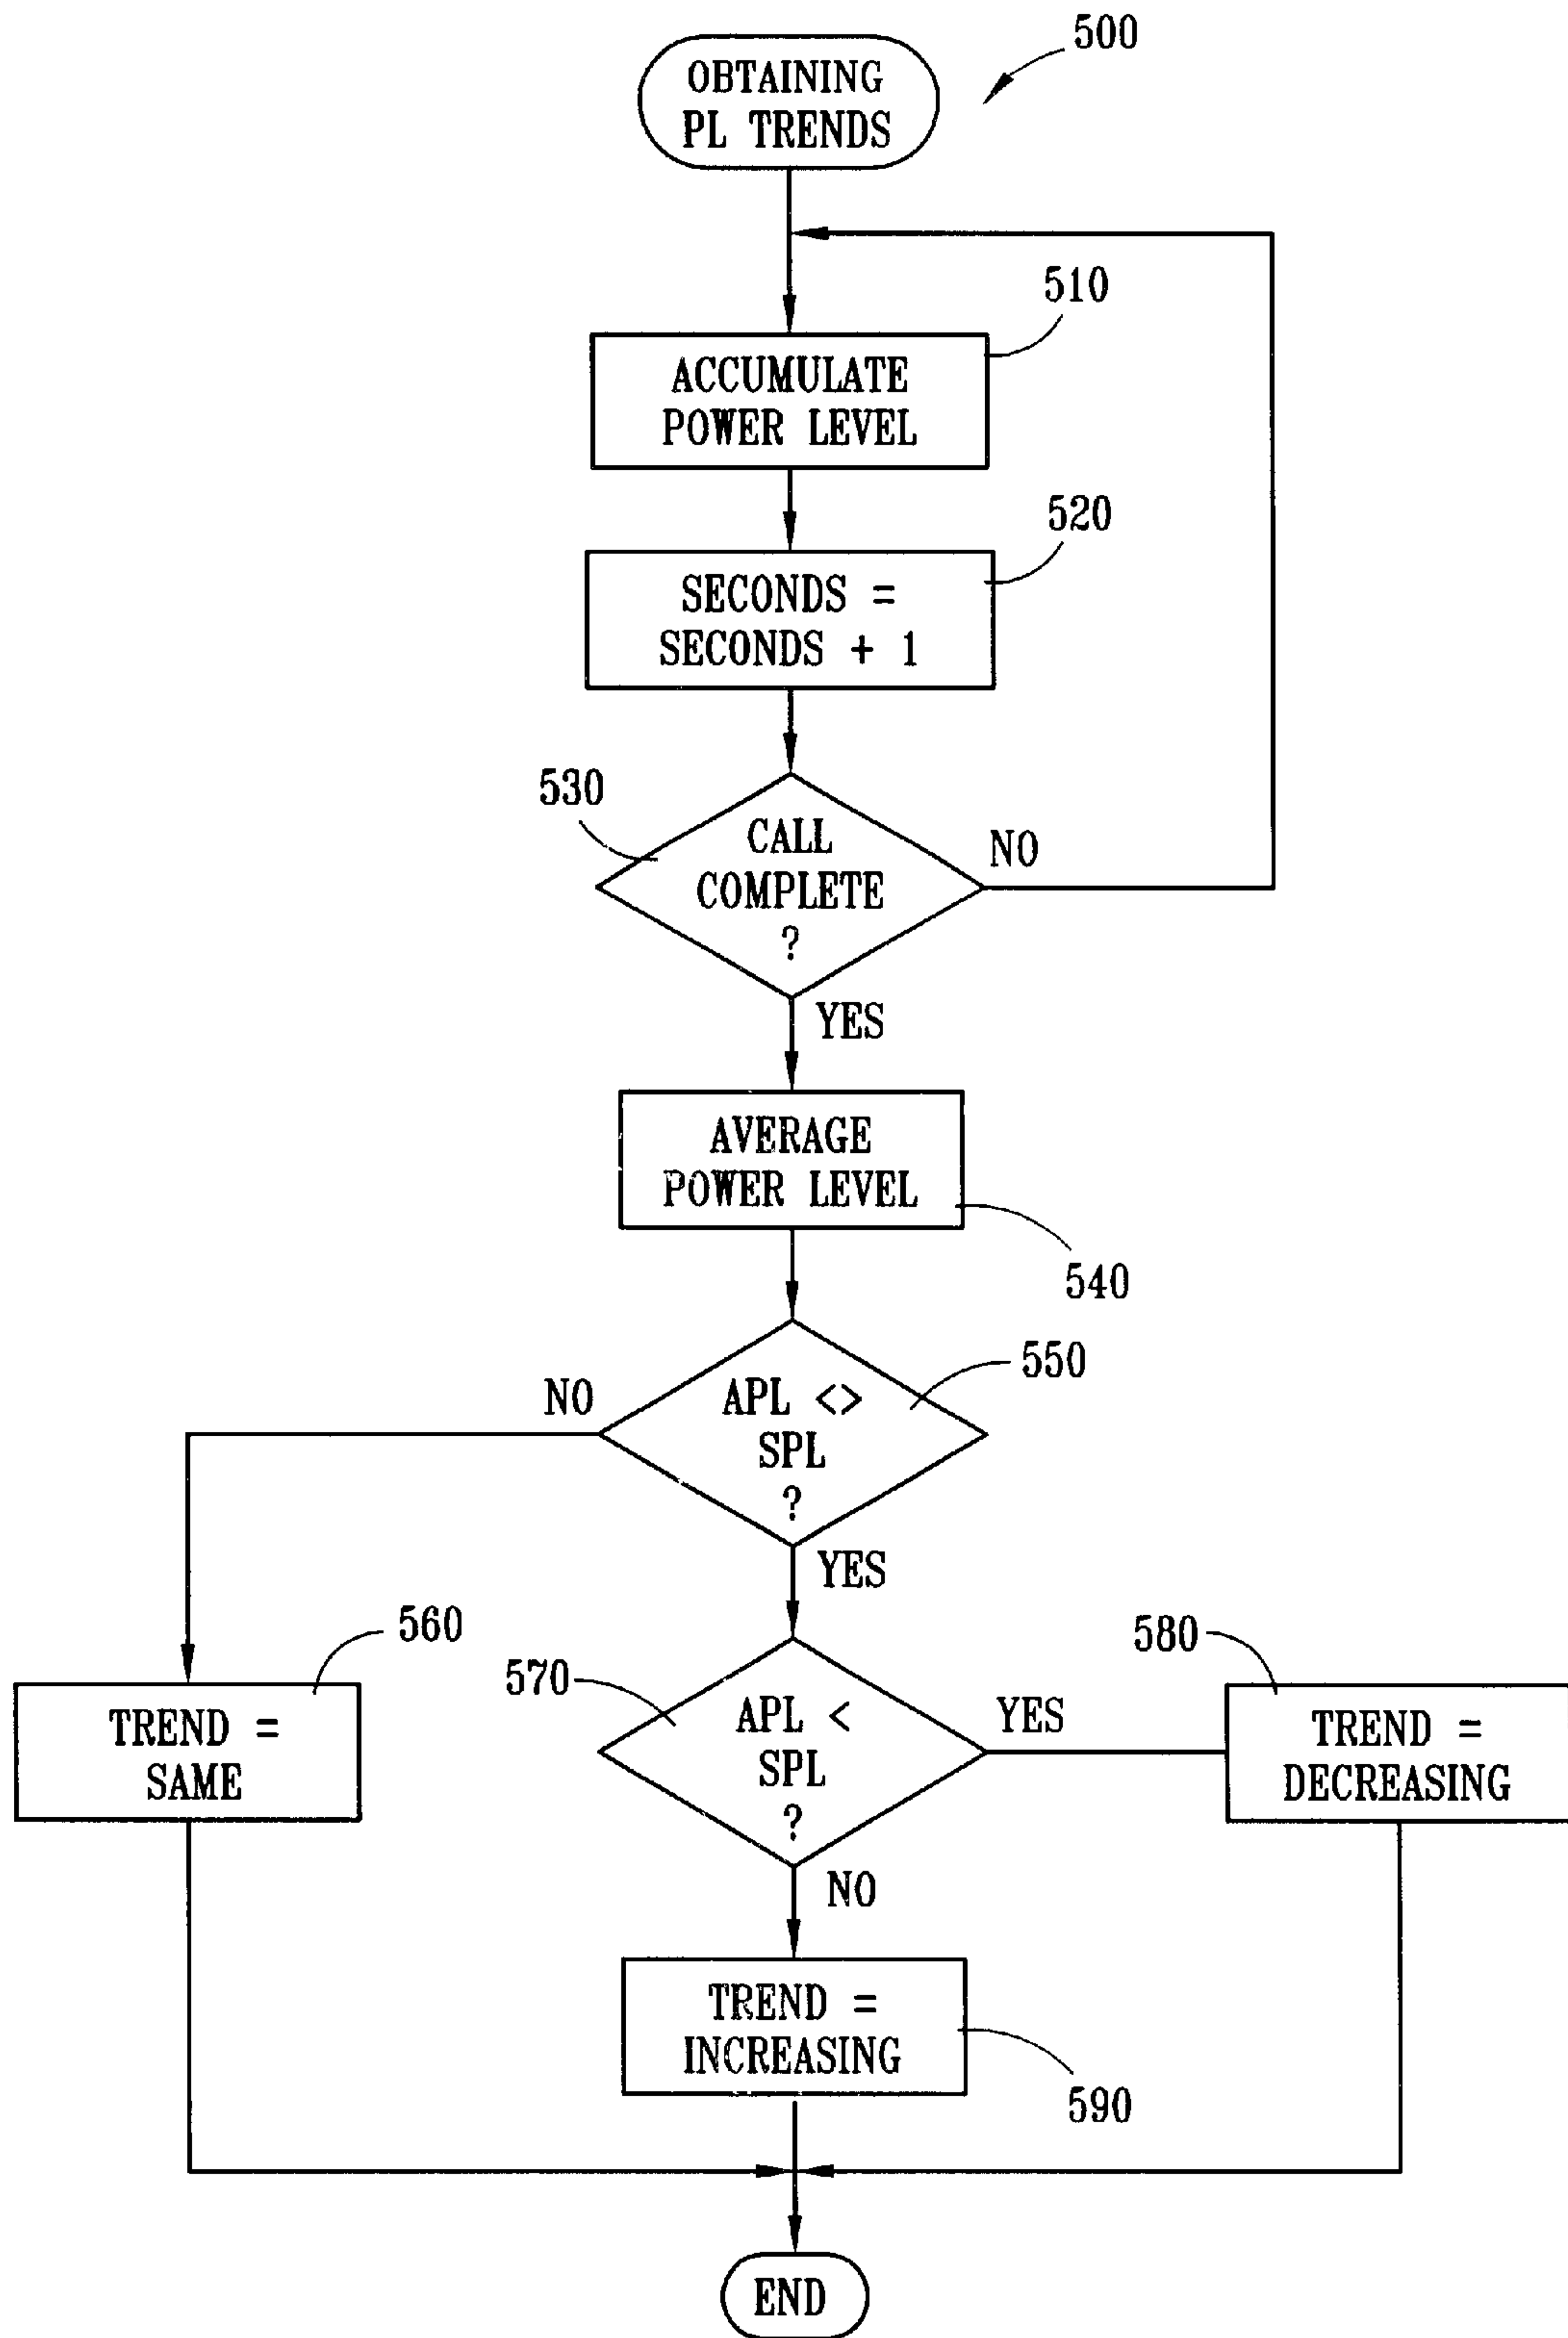 500
OBTAINING
PL TRENDS
510
ACCUMULATE
POWER LEVEL
520
SECONDS =
SECONDS + 1
530
CALL
COMPLETE
?
NO
YES
AVERAGE
POWER LEVEL
540
550
NO
APL <>
SPL
?
YES
560
TREND =
SAME
570
APL <
SPL
?
YES
580
TREND =
DECREASING
NO
TREND =
INCREASING
590
END